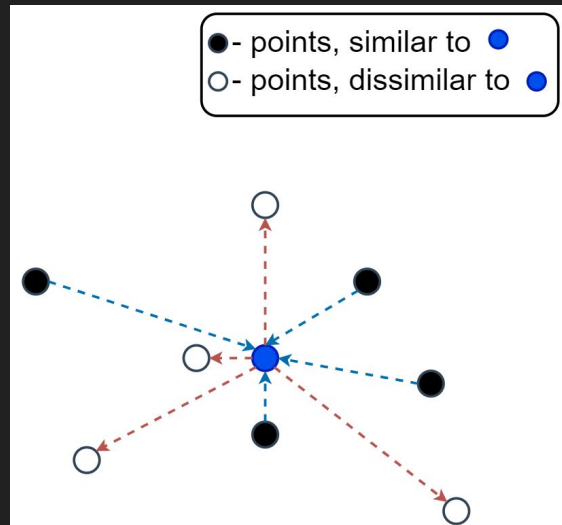 - points, similar to
- points, dissimilar to